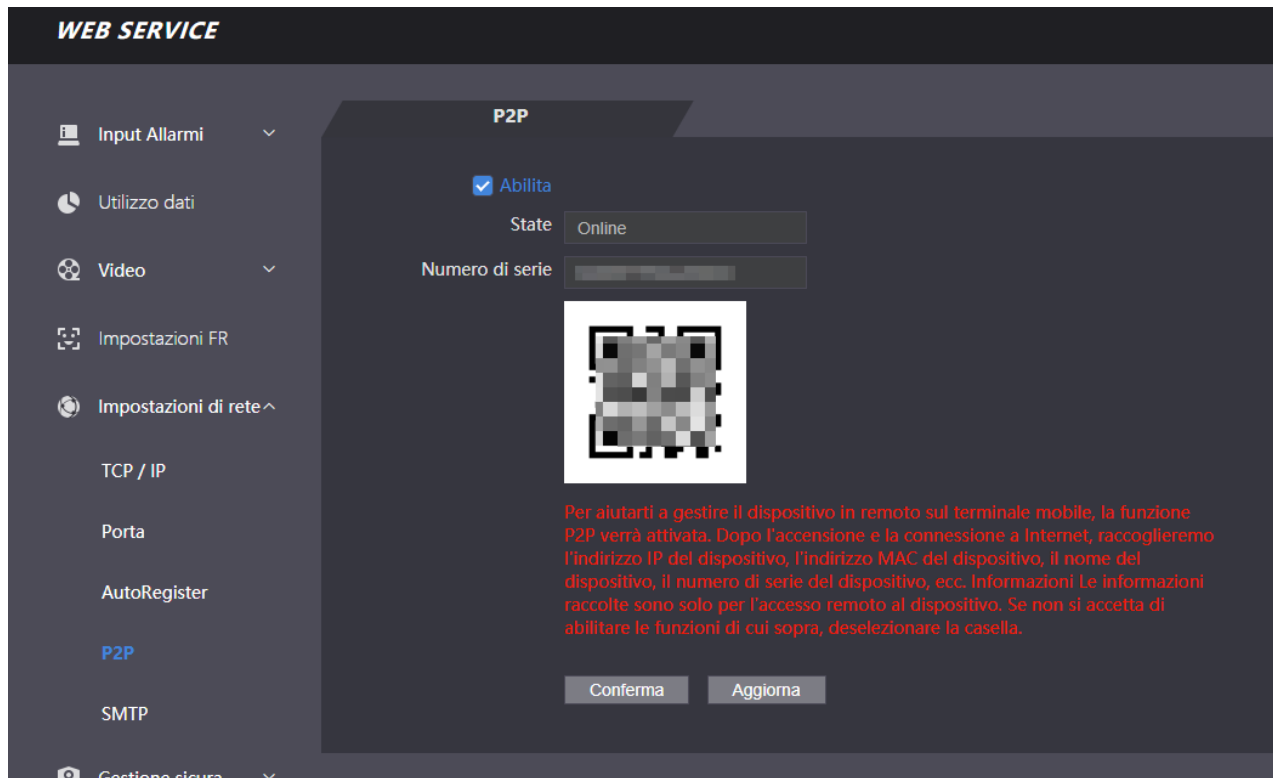 WEB SERVICE
Input Allarmi
Utilizzo dati
Video
Impostazioni FR
Impostazioni di rete
TCP / IP
Porta
AutoRegister
P2P
SMTP
Gestione sicura
P2P
Abilita
State Online
Numero di serie
Per aiutarti a gestire il dispositivo in remoto sul terminale mobile, la funzione
P2P verrà attivata. Dopo l'accensione e la connessione a Internet, raccoglieremo
l'indirizzo IP del dispositivo, l'indirizzo MAC del dispositivo, il nome del
dispositivo, il numero di serie del dispositivo, ecc. Informazioni Le informazioni
raccolte sono solo per l'accesso remoto al dispositivo. Se non si accetta di
abilitare le funzioni di cui sopra, deselezionare la casella.
Conferma Aggiorna